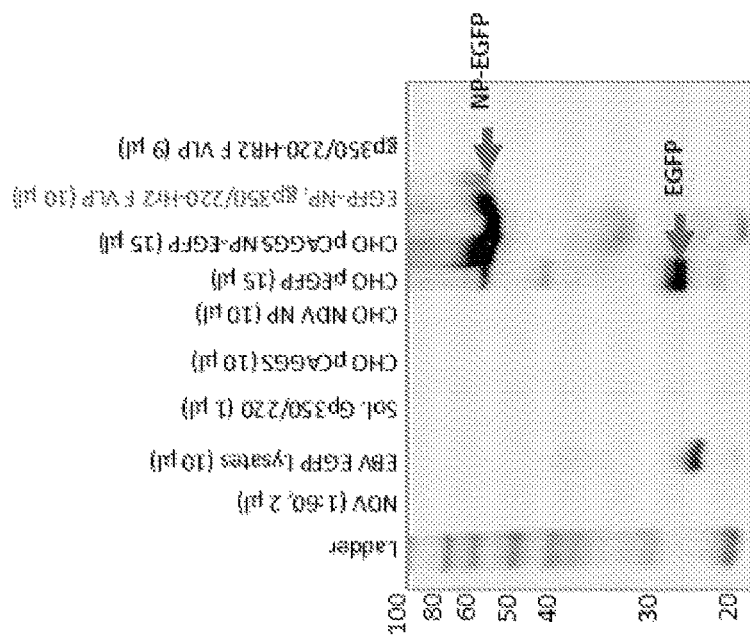 NP-EGFP
EGFP
gp350/220-HR2 F VLP (9 µl)
EGFP-NP, gp350/220-Hr2 F VLP (10 µl)
CHO pCAGGS NP-EGFP (15 µl)
CHO pEGFP (15 µl)
CHO NDV NP (10 µl)
CHO pCAGGS (10 µl)
Sol. Gp350/220 (1 µl)
EBV EGFP Lysates (10 µl)
NDV (1:60, 2 µl)
Ladder
100
80
60
50
40
30
20